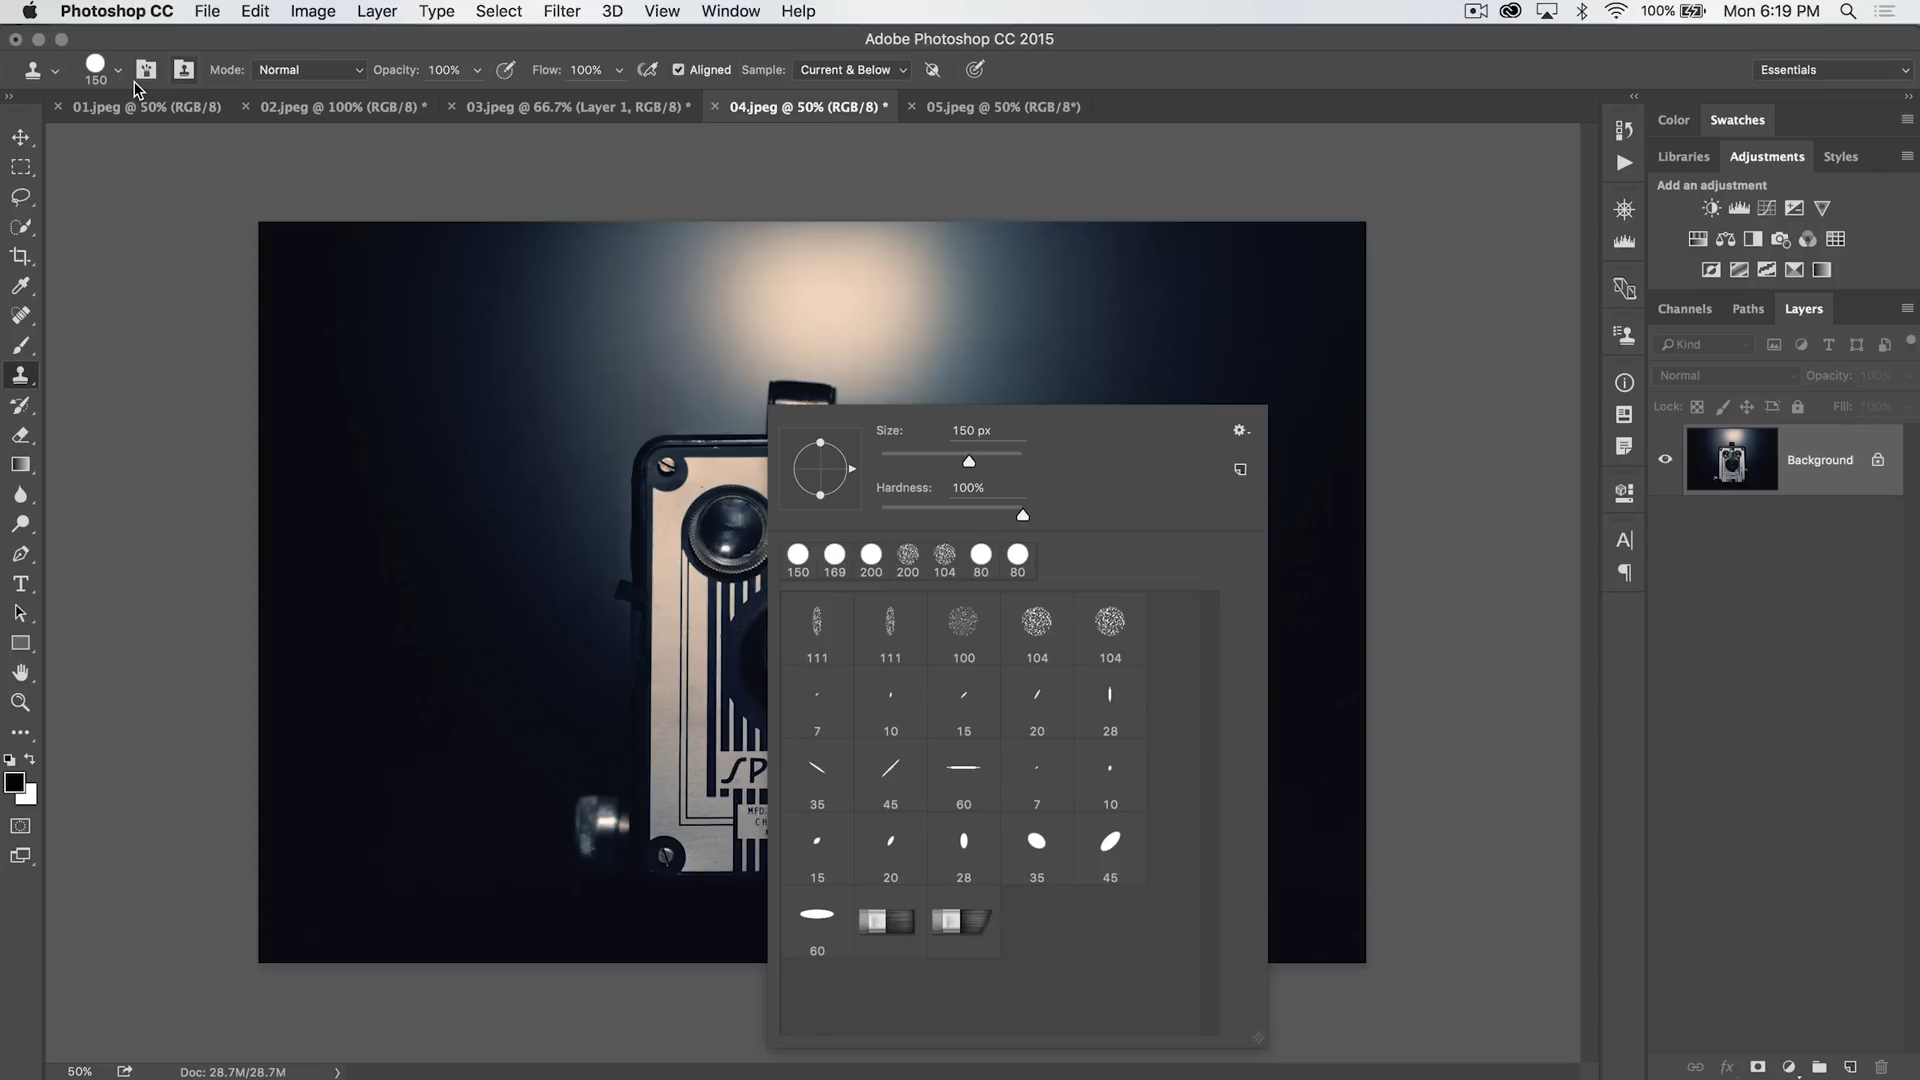 Photoshop CC File Edit Image Layer Type Select Filter 3D View Window Help 100% Mon 6:19 PM
Adobe Photoshop CC 2015
150 Mode: Normal Opacity: 100% Flow: 100% Aligned Sample: Current & Below Essentials
01.jpeg @ 50% (RGB/8) 02.jpeg @ 100% (RGB/8) * 03.jpeg @ 66.7% (Layer 1, RGB/8) * 04.jpeg @ 50% (RGB/8) * 05.jpeg @ 50% (RGB/8*)
Color Swatches
Libraries Adjustments Styles
Add an adjustment
Channels Paths Layers
Kind
Normal Opacity: 100%
Lock: Fill: 100%
Background
Size: 150 px
Hardness: 100%
150 169 200 200 104 80 80
111 111 100 104 104
7 10 15 20 28
35 45 60 7 10
15 20 28 35 45
60
SP
MFD.
CH
50% Doc: 28.7M/28.7M